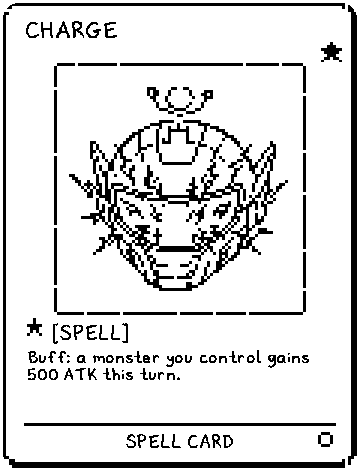 CHARGE
[SPELL]
Buff: a monster you control gains
500 ATK this turn.
SPELL CARD